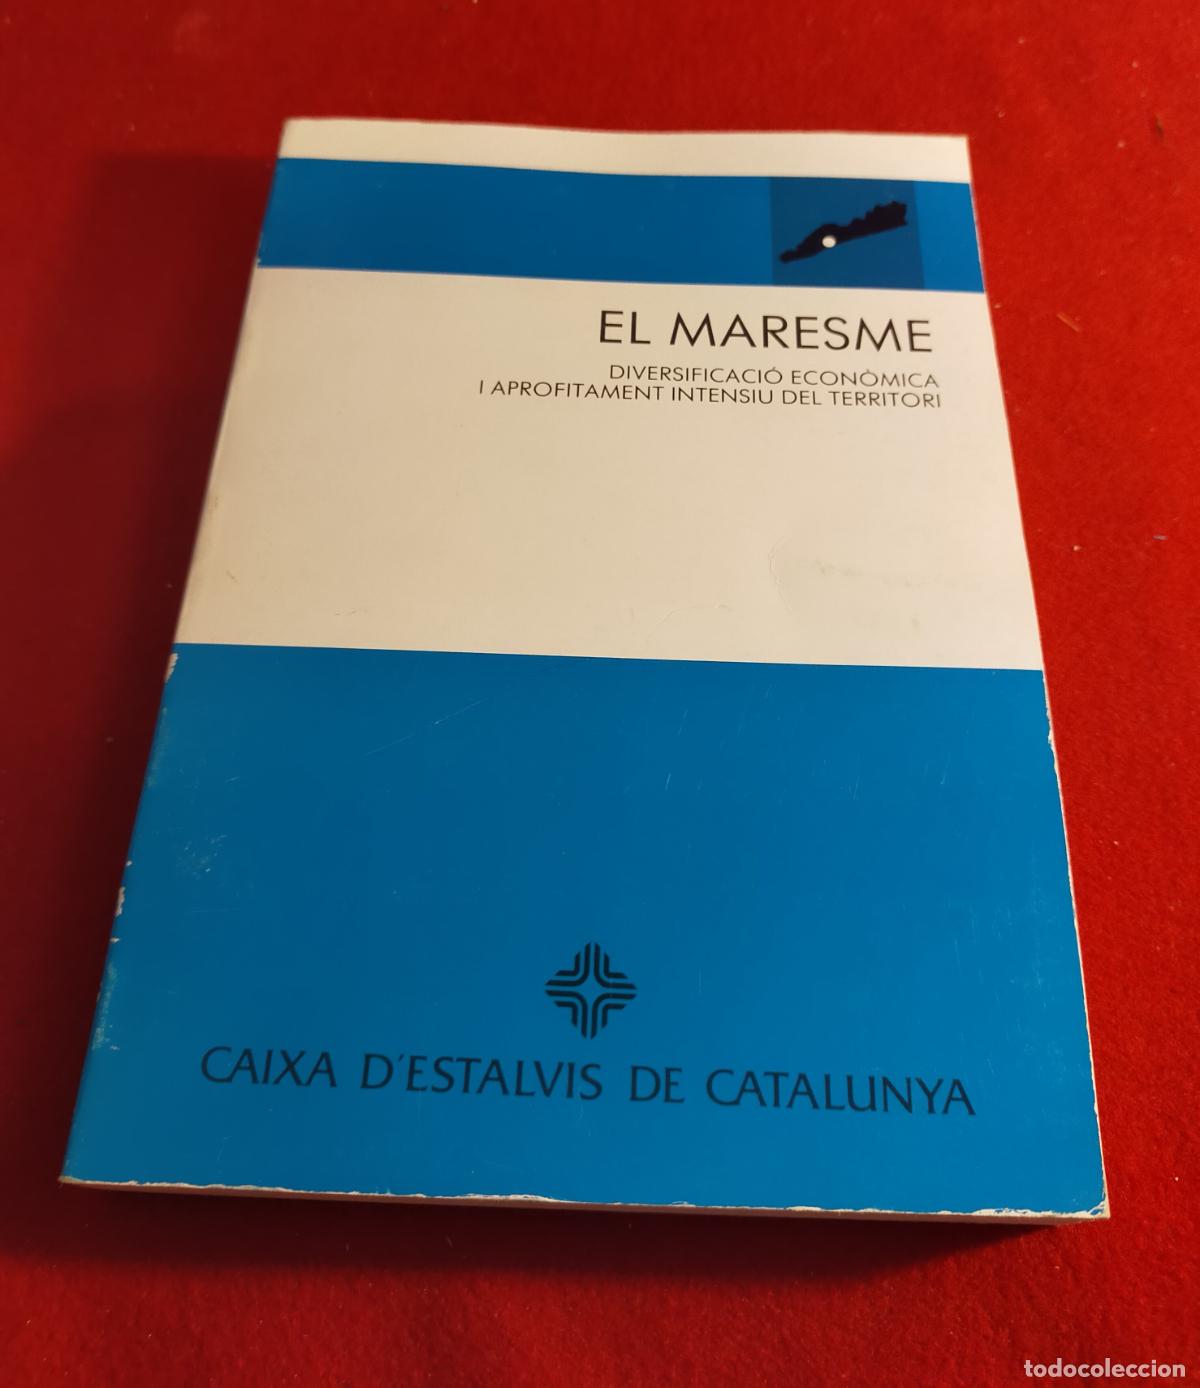 EL MARESME
DIVERSIFICACIÓ ECONÒMICA
I APROFITAMENT INTENSIU DEL TERRITORI
CAIXA D'ESTALVIS DE CATALUNYA
todocoleccion